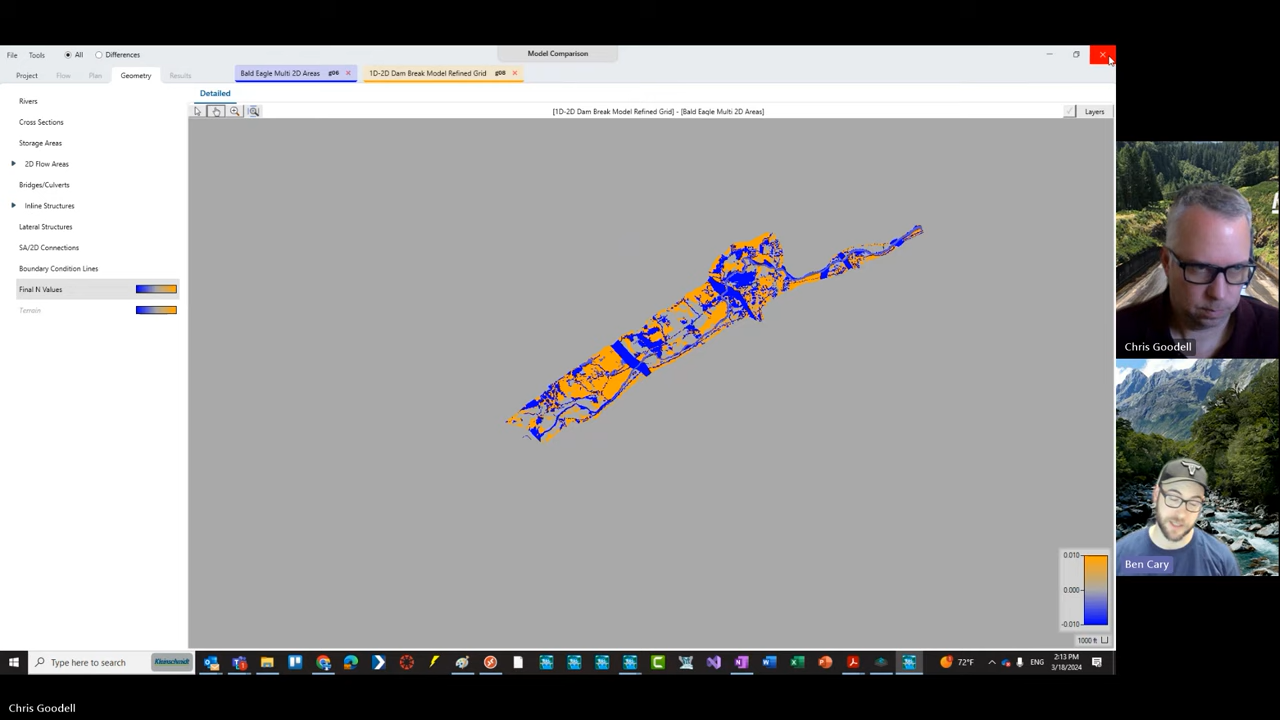 File Tools All Differences Model Comparison
Project Flow Plan Geometry Results Bald Eagle Multi 2D Areas g06 × 1D-2D Dam Break Model Refined Grid g08 ×
Detailed
[1D-2D Dam Break Model Refined Grid] - [Bald Eagle Multi 2D Areas] Layers
Rivers
Cross Sections
Storage Areas
2D Flow Areas
Bridges/Culverts
Inline Structures
Lateral Structures
SA/2D Connections
Boundary Condition Lines
Final N Values
Terrain
Chris Goodell
Ben Cary
0.010
0.000
-0.010
1000 ft
Type here to search
Kleinschmidt
72°F
ENG
2:13 PM
3/18/2024
Chris Goodell